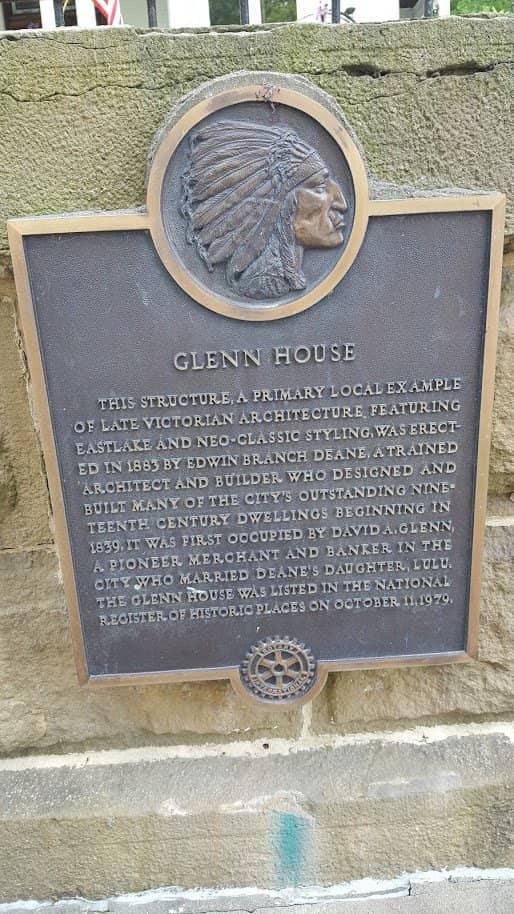 GLENN HOUSE
THIS STRUCTURE, A PRIMARY LOCAL EXAMPLE
OF LATE VICTORIAN ARCHITECTURE, FEATURING
EASTLAKE AND NEO-CLASSIC STYLING, WAS ERECT-
ED IN 1883 BY EDWIN BRANCH DEANE, A TRAINED
ARCHITECT AND BUILDER WHO DESIGNED AND
BUILT MANY OF THE CITY'S OUTSTANDING NINE-
TEENTH CENTURY DWELLINGS BEGINNING IN
1839. IT WAS FIRST OCCUPIED BY DAVID A. GLENN,
A PIONEER MERCHANT AND BANKER IN THE
CITY, WHO MARRIED DEANE'S DAUGHTER, LULU.
THE GLENN HOUSE WAS LISTED IN THE NATIONAL
REGISTER OF HISTORIC PLACES ON OCTOBER 11, 1979.
ROTARY
INTERNATIONAL